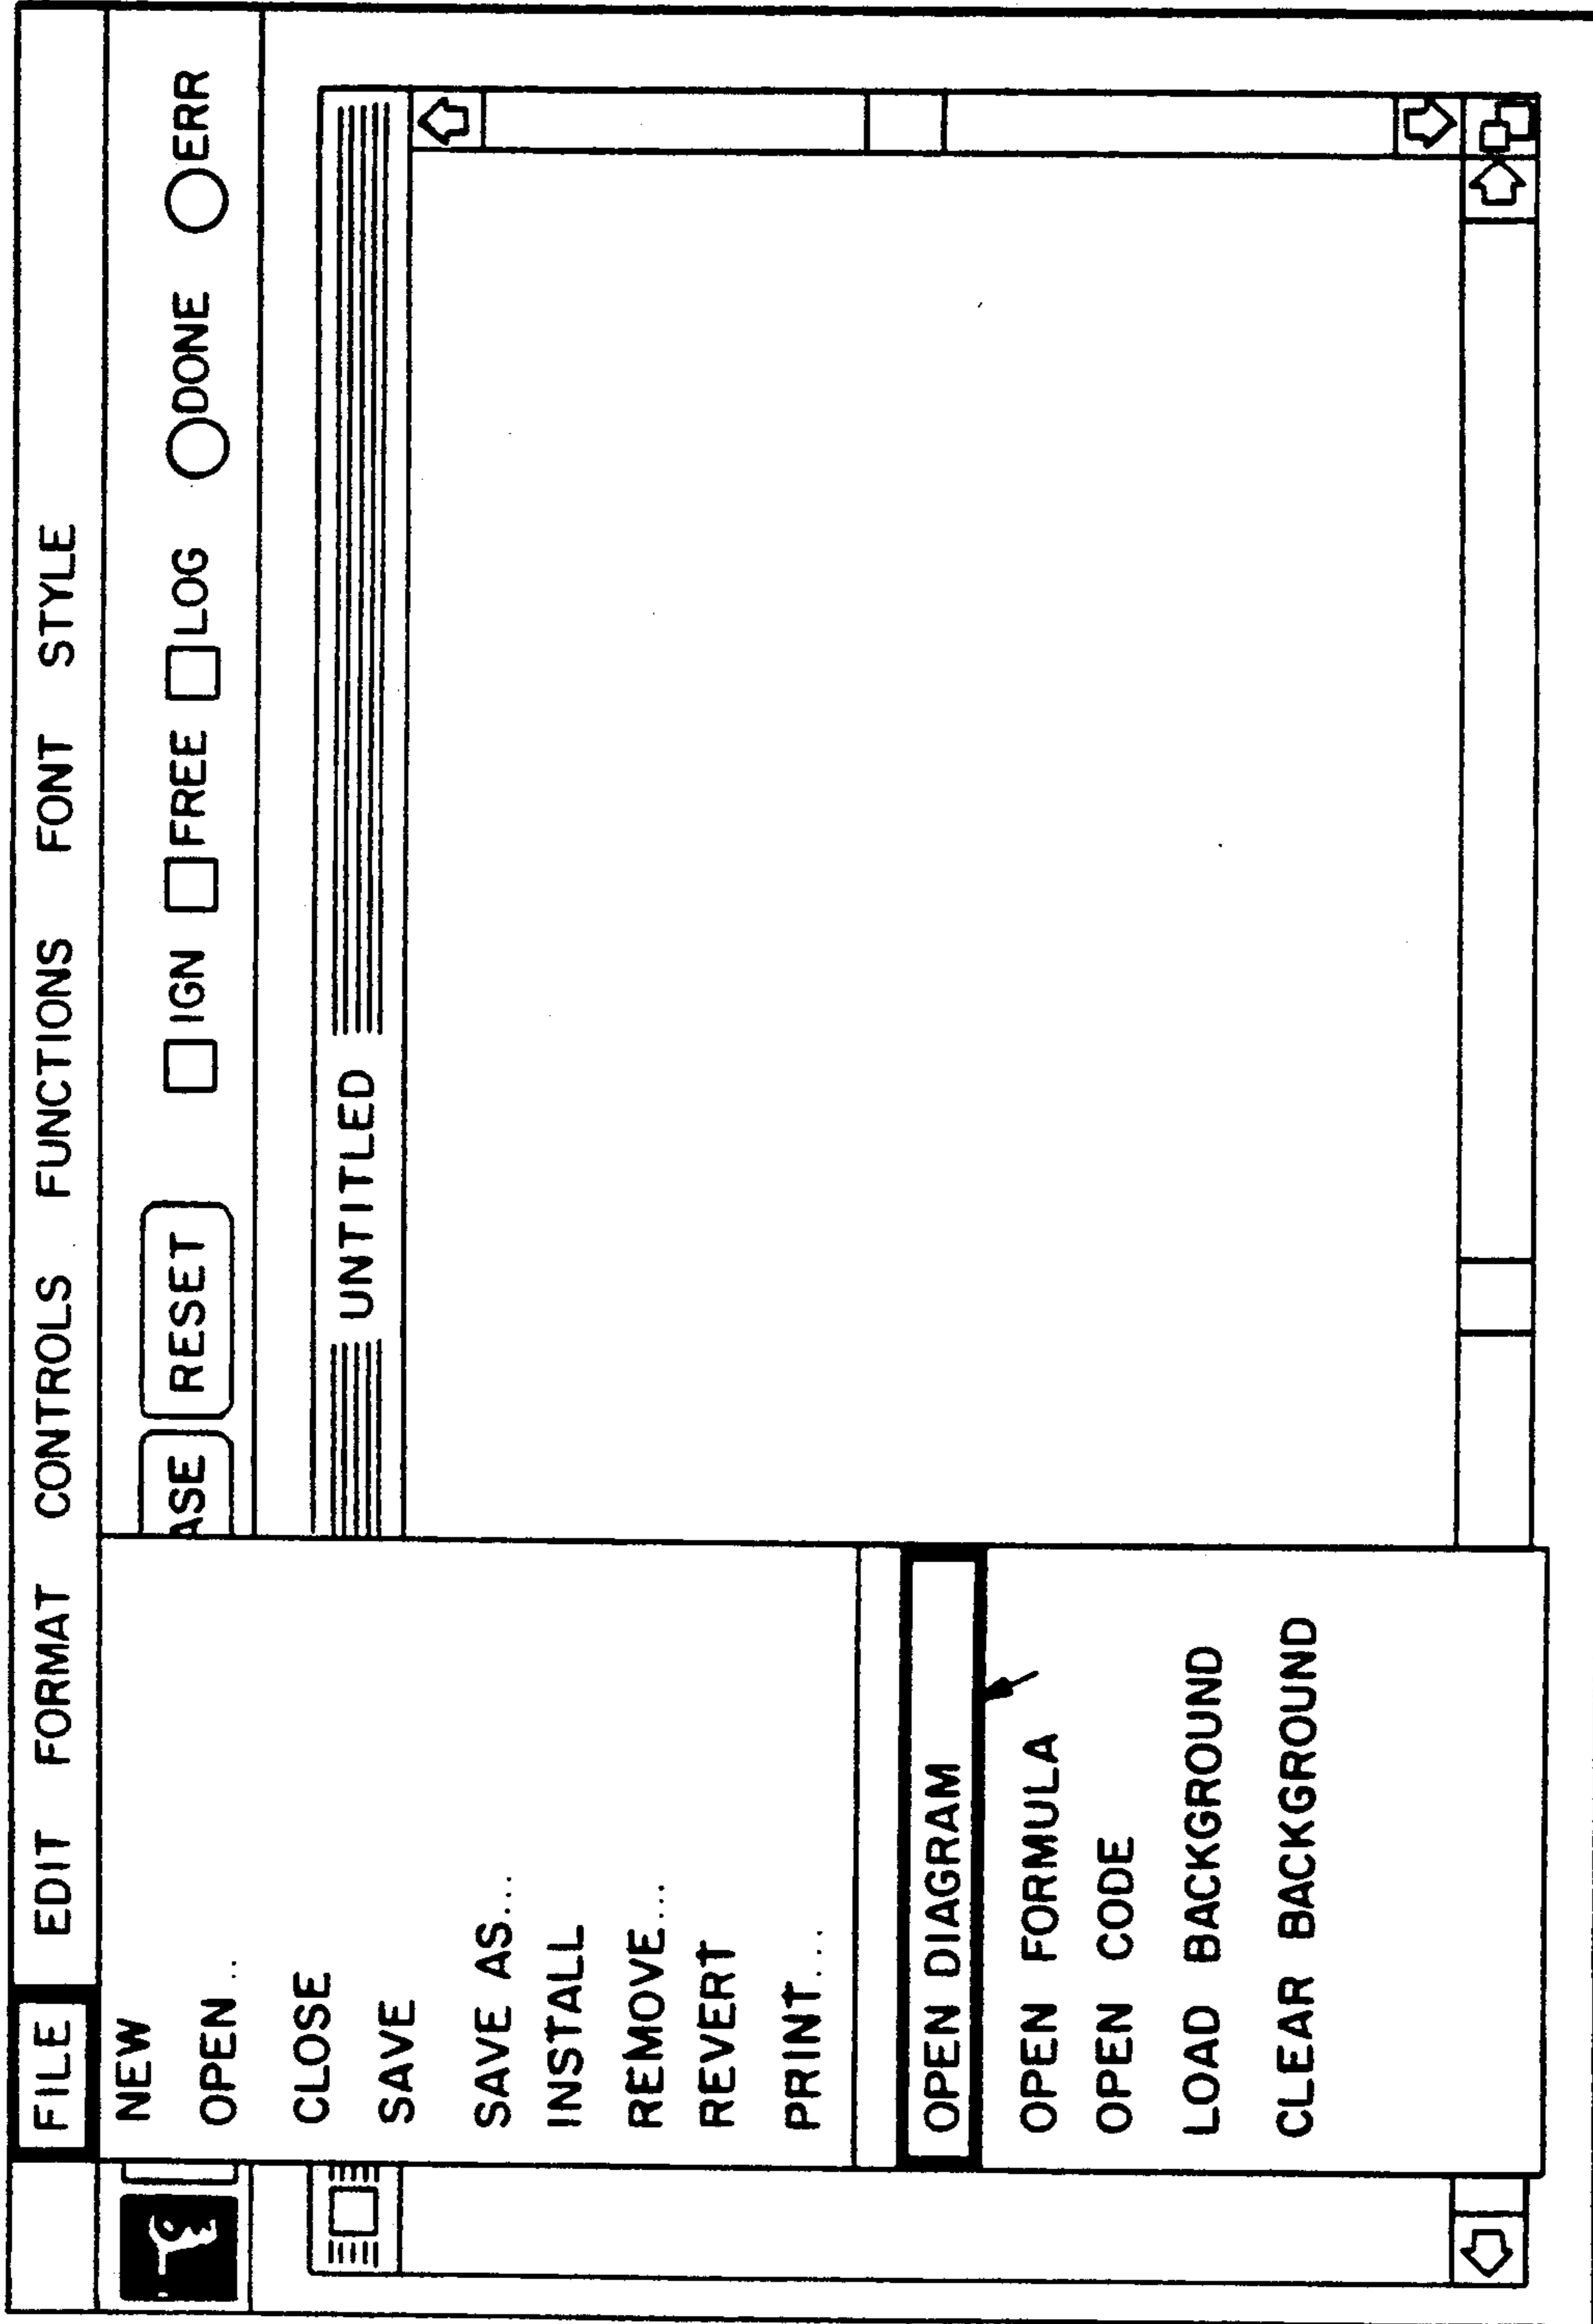 FILE EDIT FORMAT CONTROLS FUNCTIONS FONT STYLE
ASE RESET IGN FREE LOG DONE ERR
UNTITLED
NEW
OPEN...
CLOSE
SAVE
SAVE AS...
INSTALL
REMOVE...
REVERT
PRINT....
OPEN DIAGRAM
OPEN FORMULA
OPEN CODE
LOAD BACKGROUND
CLEAR BACKGROUND